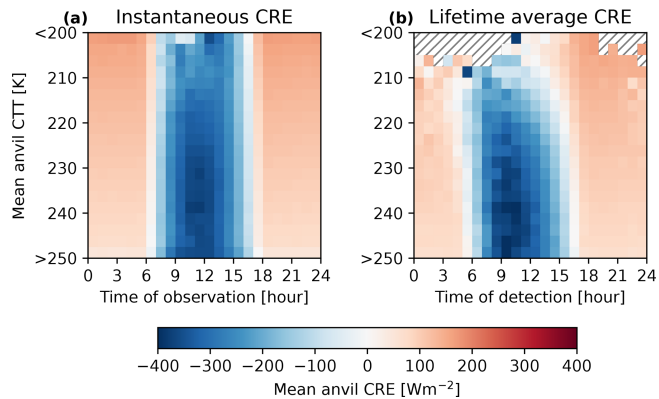 (a) Instantaneous CRE
(b) Lifetime average CRE
Mean anvil CTT [K]
<200
210
220
230
240
>250
0 3 6 9 12 15 18 21 24
Time of observation [hour]
<200
210
220
230
240
>250
0 3 6 9 12 15 18 21 24
Time of detection [hour]
−400 −300 −200 −100 0 100 200 300 400
Mean anvil CRE [Wm⁻²]